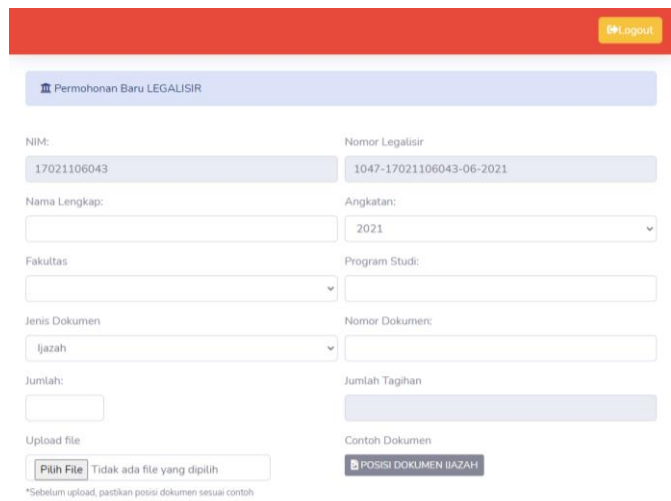 Logout
Permohonan Baru LEGALISIR
NIM:
Nomor Legalisir
17021106043
1047-17021106043-06-2021
Nama Lengkap:
Angkatan:
2021
Fakultas
Program Studi:
Jenis Dokumen
Nomor Dokumen:
Ijazah
Jumlah:
Jumlah Tagihan
Upload file
Contoh Dokumen
Pilih File Tidak ada file yang dipilih
POSISI DOKUMEN IJAZAH
*Sebelum upload, pastikan posisi dokumen sesuai contoh